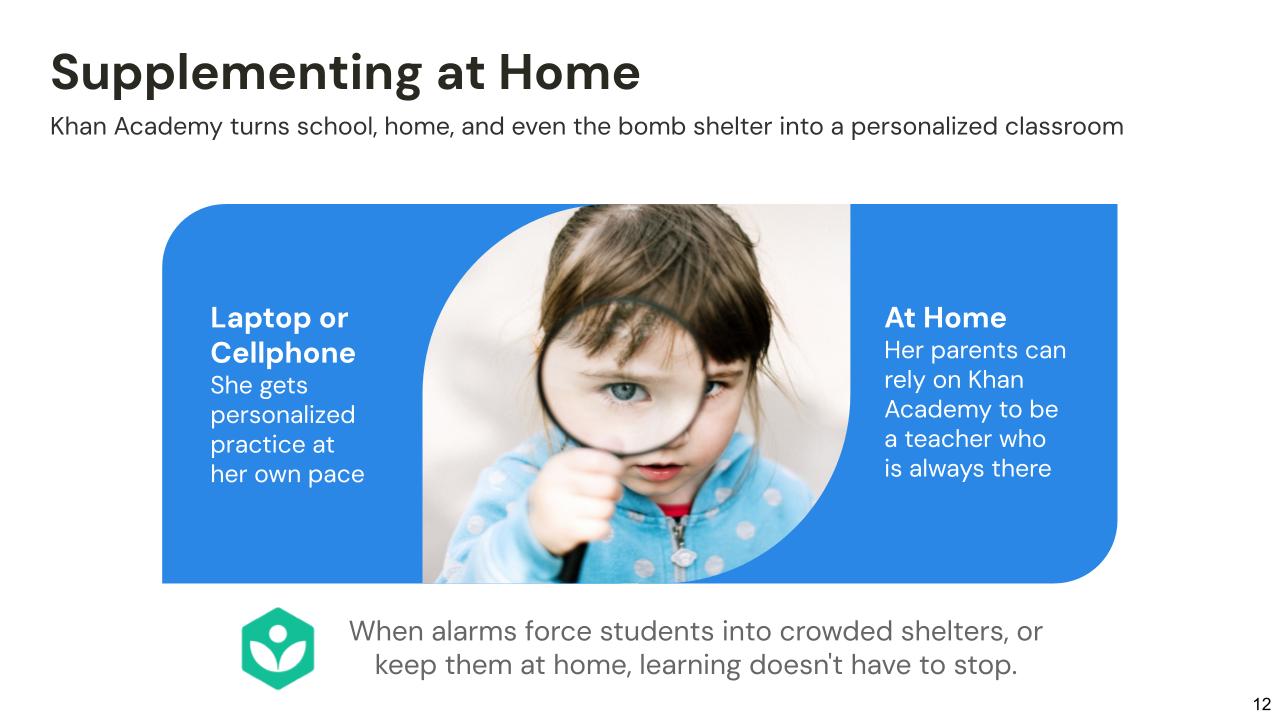 Supplementing at Home
Khan Academy turns school, home, and even the bomb shelter into a personalized classroom
Laptop or
Cellphone
She gets
personalized
practice at
her own pace
At Home
Her parents can
rely on Khan
Academy to be
a teacher who
is always there
When alarms force students into crowded shelters, or
keep them at home, learning doesn't have to stop.
12